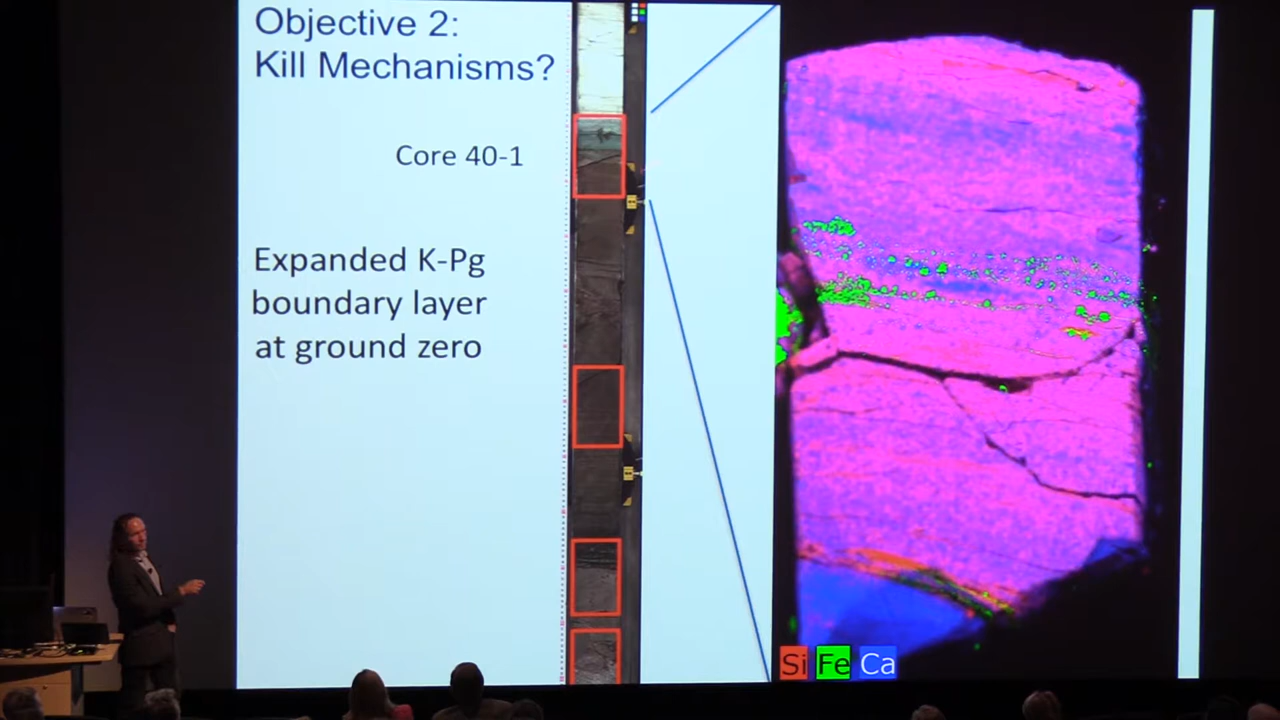 Objective 2:
Kill Mechanisms?
Core 40-1
Expanded K-Pg
boundary layer
at ground zero
Si Fe Ca